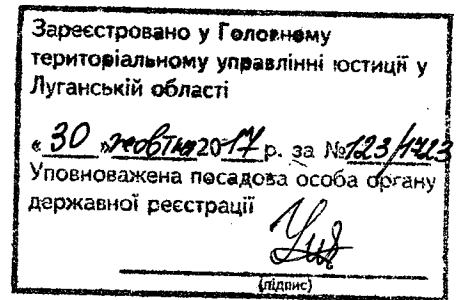 Зареєстровано у Головному
територіальному управлінні юстиції у
Луганській області
«30» жовтня 2017 р. за №123/1723
Уповноважена посадова особа органу
державної реєстрації
(підпис)